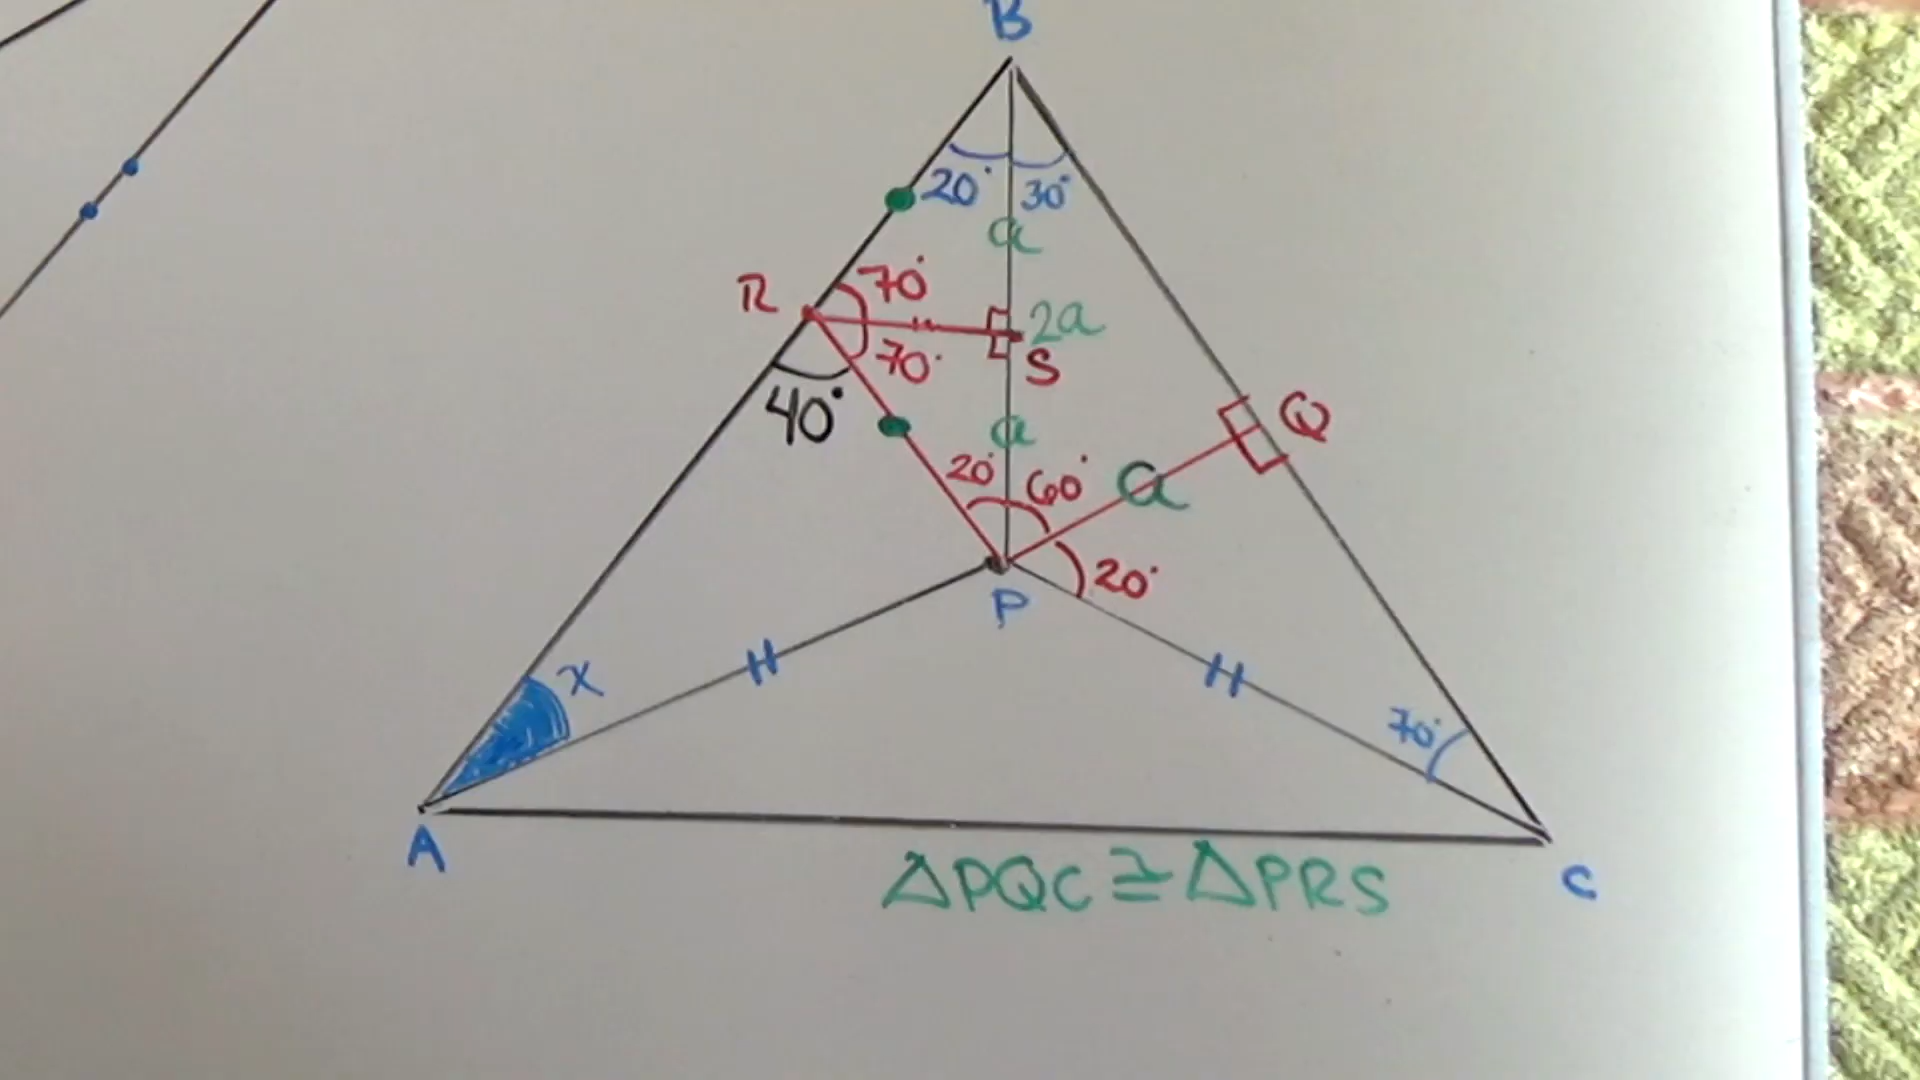 B
20° 30°
a
R 70°
2a
70° S
40° Q
a
20° 60° a
20°
P
x
70°
A
C
△PQC ≅ △PRS